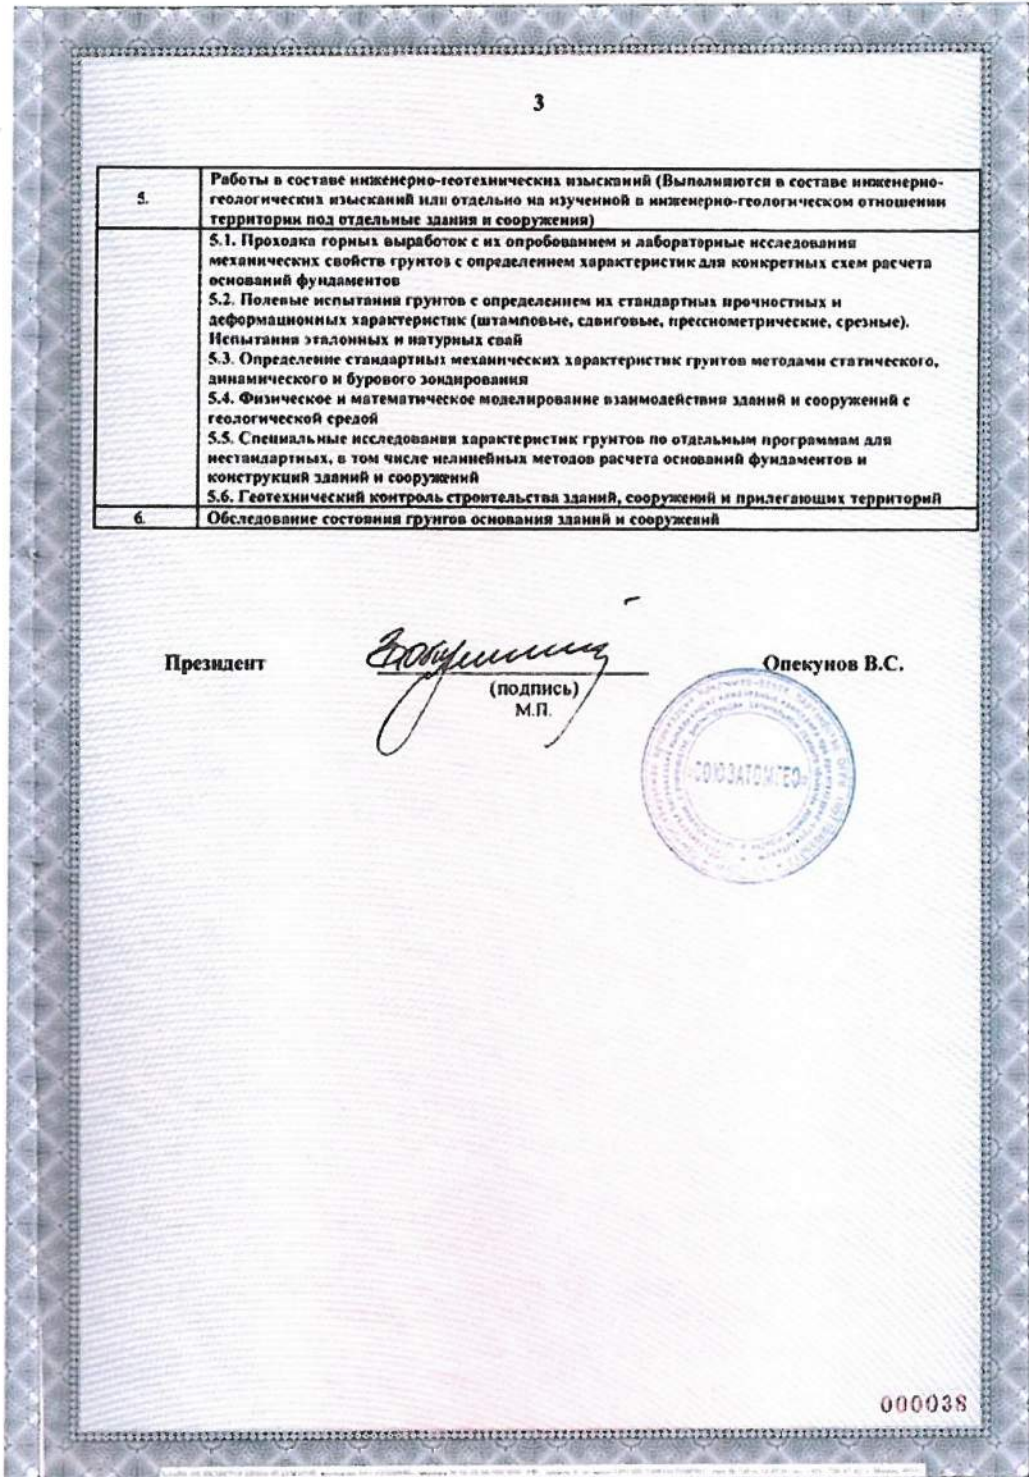 3
5. Работы в составе инженерно-геотехнических изысканий (Выполняются в составе инженерно-
геологических изысканий или отдельно на изученной в инженерно-геологическом отношении
территории под отдельные здания и сооружения)
5.1. Проходка горных выработок с их опробованием и лабораторные исследования
механических свойств грунтов с определением характеристик для конкретных схем расчета
оснований фундаментов
5.2. Полевые испытания грунтов с определением их стандартных прочностных и
деформационных характеристик (штамповые, сдвиговые, прессиометрические, срезные).
Испытания эталонных и натурных свай
5.3. Определение стандартных механических характеристик грунтов методами статического,
динамического и бурового зондирования
5.4. Физическое и математическое моделирование взаимодействия зданий и сооружений с
геологической средой
5.5. Специальные исследования характеристик грунтов по отдельным программам для
нестандартных, в том числе нелинейных методов расчета оснований фундаментов и
конструкций зданий и сооружений
5.6. Геотехнический контроль строительства зданий, сооружений и прилегающих территорий
6. Обследование состояния грунтов основания зданий и сооружений
Президент
Опекунов В.С.
(подпись)
М.П.
«СОЮЗАТОМГЕО»
000038